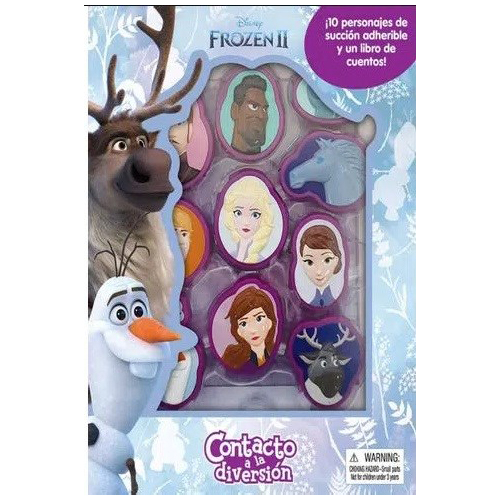 Disney
FROZEN II
¡10 personajes de
succión adherible
y un libro de
cuentos!
Contacto
a la
diversión
WARNING:
CHOKING HAZARD–Small parts
Not for children under 3 years